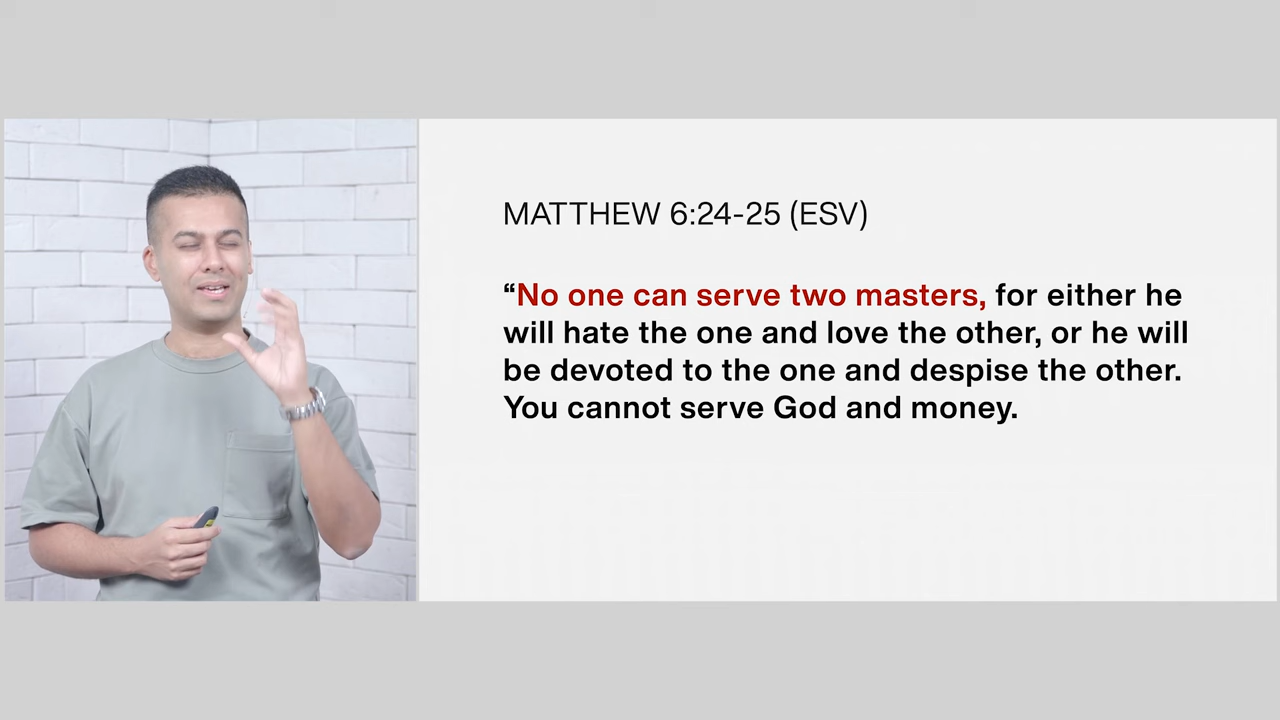 MATTHEW 6:24-25 (ESV)
“No one can serve two masters, for either he
will hate the one and love the other, or he will
be devoted to the one and despise the other.
You cannot serve God and money.